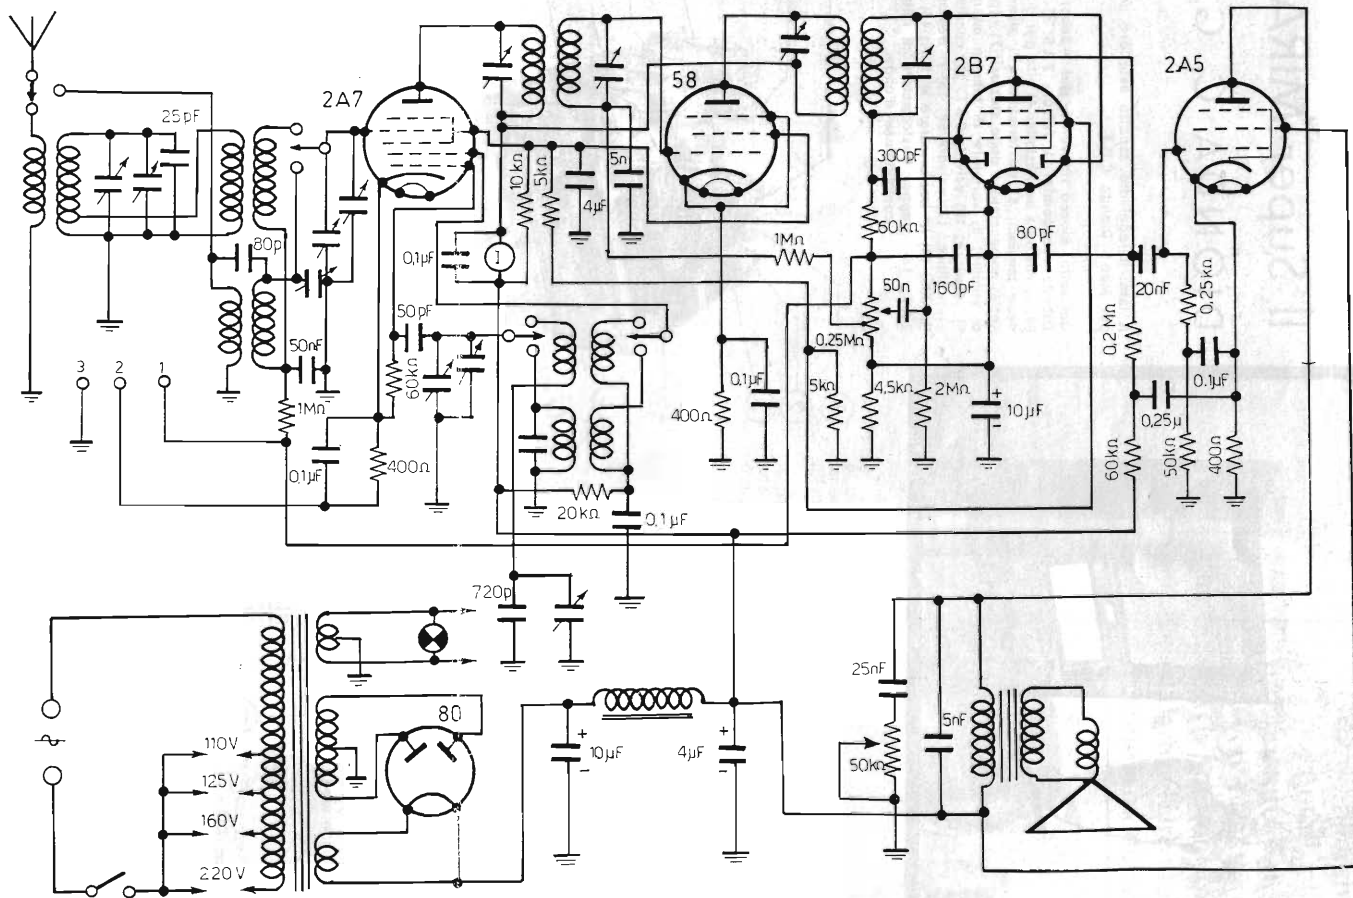 2A7
58
2B7
2A5
25pF
80p
50nF
1MΩ
0,1µF
400Ω
3
2
1
60kΩ
50pF
0,1µF
I
10kΩ
5kΩ
4µF
5n
20kΩ
0,1µF
720p
1MΩ
400Ω
0,1µF
5kΩ
300pF
50kΩ
50n
0,25MΩ
4,5kΩ
2MΩ
160pF
10µF
+
-
80pF
20nF
0,2MΩ
0,25kΩ
0.1µF
0,25µ
60kΩ
50kΩ
400Ω
80
110V
125V
160V
220V
+
10µF
-
+
4µF
-
25nF
50kΩ
5nF